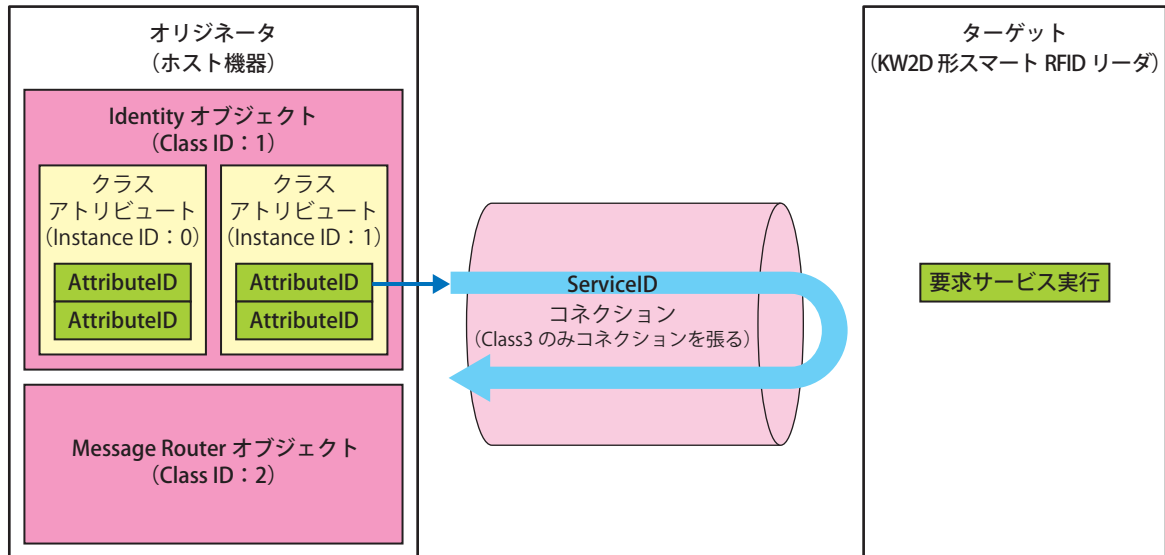 オリジネータ
（ホスト機器）
Identity オブジェクト
（Class ID：1）
クラス
アトリビュート
（Instance ID：0）
AttributeID
AttributeID
クラス
アトリビュート
（Instance ID：1）
AttributeID
AttributeID
Message Router オブジェクト
（Class ID：2）
ServiceID
コネクション
（Class3 のみコネクションを張る）
ターゲット
（KW2D 形スマート RFID リーダ）
要求サービス実行